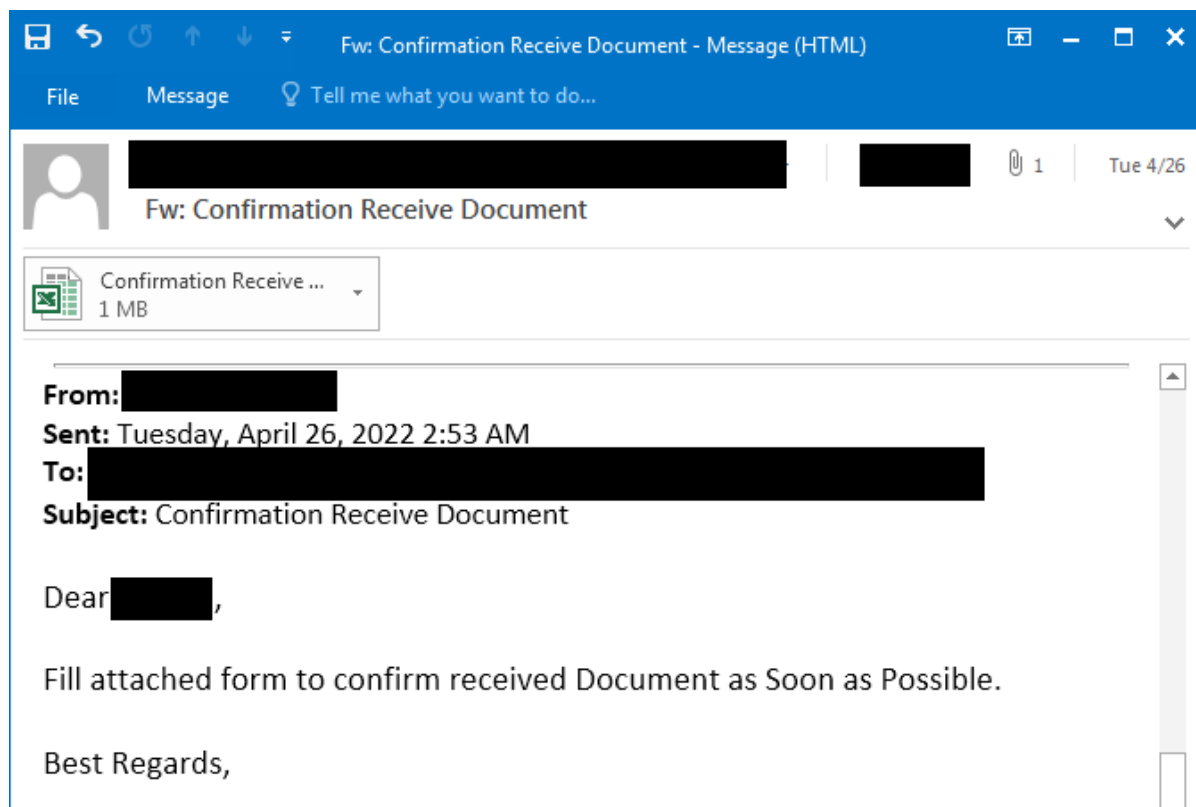 Fw: Confirmation Receive Document - Message (HTML)
File Message Tell me what you want to do...
1 Tue 4/26
Fw: Confirmation Receive Document
Confirmation Receive ...
1 MB
From:
Sent: Tuesday, April 26, 2022 2:53 AM
To:
Subject: Confirmation Receive Document
Dear ,
Fill attached form to confirm received Document as Soon as Possible.
Best Regards,